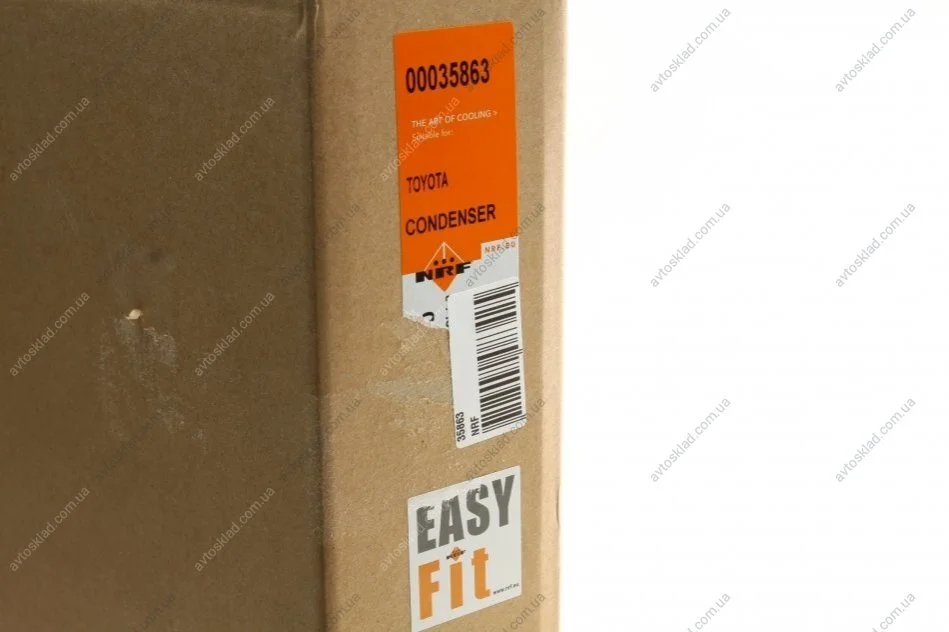 00035863
THE ART OF COOLING >
Suitable for:
TOYOTA
CONDENSER
NRF
35863
NRF
EASY
NRF
Fit
www.nrf.eu
avtosklad.com.ua